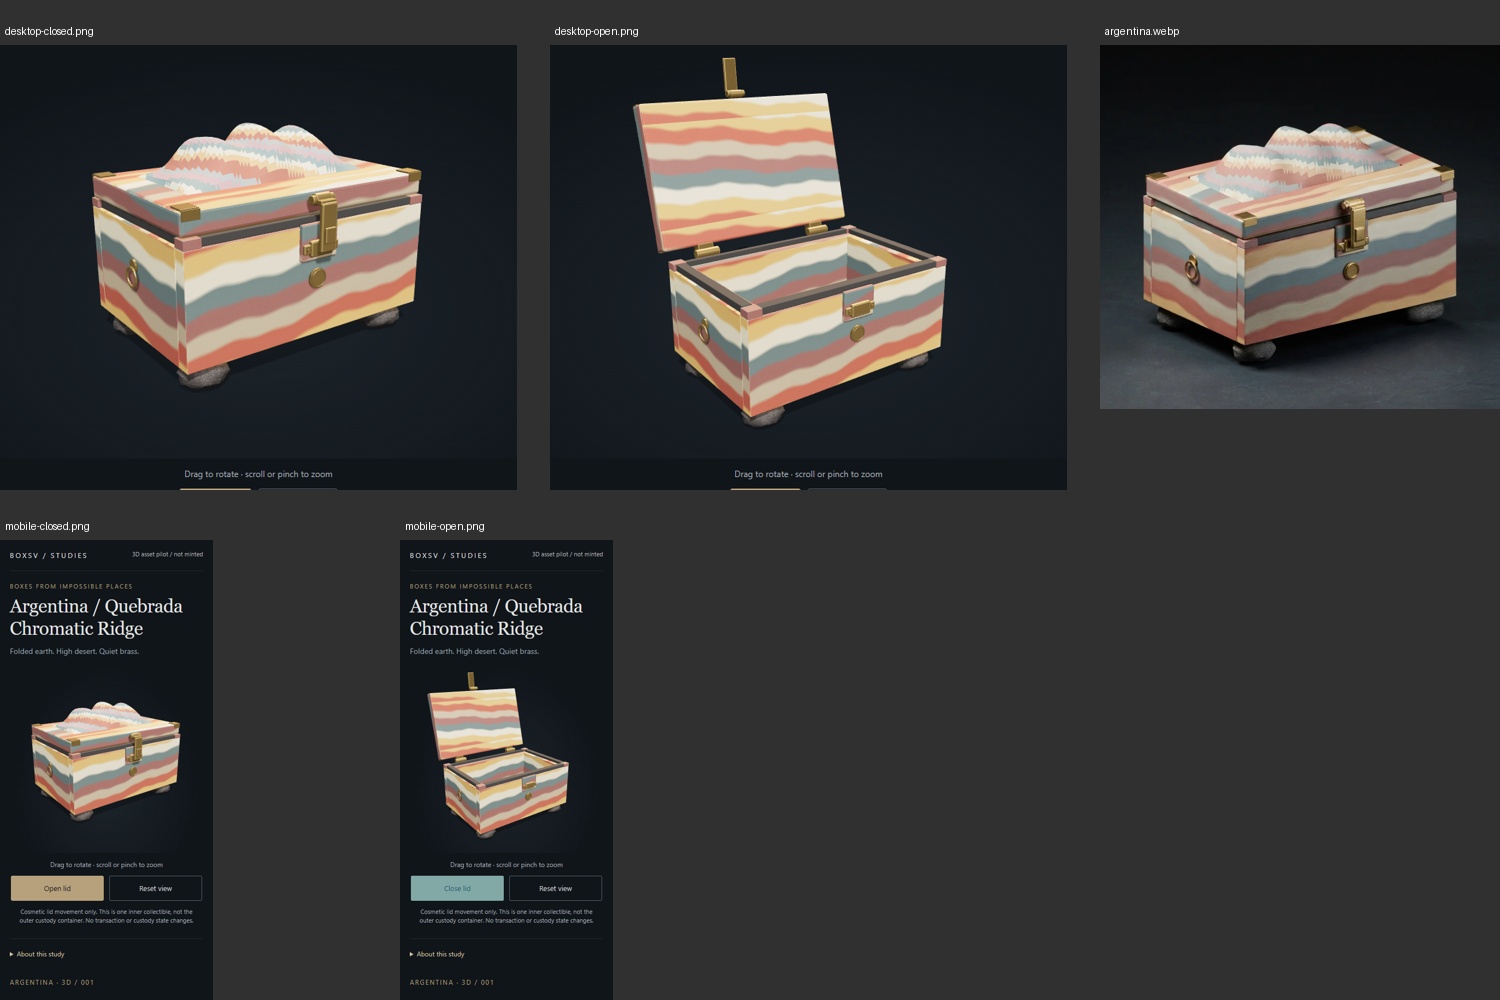 desktop-closed.png
desktop-open.png
argentina.webp
Drag to rotate · scroll or pinch to zoom
Drag to rotate · scroll or pinch to zoom
mobile-closed.png
BOXSV / STUDIES
3D asset pilot / not minted
BOXES FROM IMPOSSIBLE PLACES
Argentina / Quebrada
Chromatic Ridge
Folded earth. High desert. Quiet brass.
Drag to rotate · scroll or pinch to zoom
Open lid
Reset view
Cosmetic lid movement only. This is one inner collectible, not the
outer custody container. No transaction or custody state changes.
▶ About this study
ARGENTINA · 3D / 001
mobile-open.png
BOXSV / STUDIES
3D asset pilot / not minted
BOXES FROM IMPOSSIBLE PLACES
Argentina / Quebrada
Chromatic Ridge
Folded earth. High desert. Quiet brass.
Drag to rotate · scroll or pinch to zoom
Close lid
Reset view
Cosmetic lid movement only. This is one inner collectible, not the
outer custody container. No transaction or custody state changes.
▶ About this study
ARGENTINA · 3D / 001